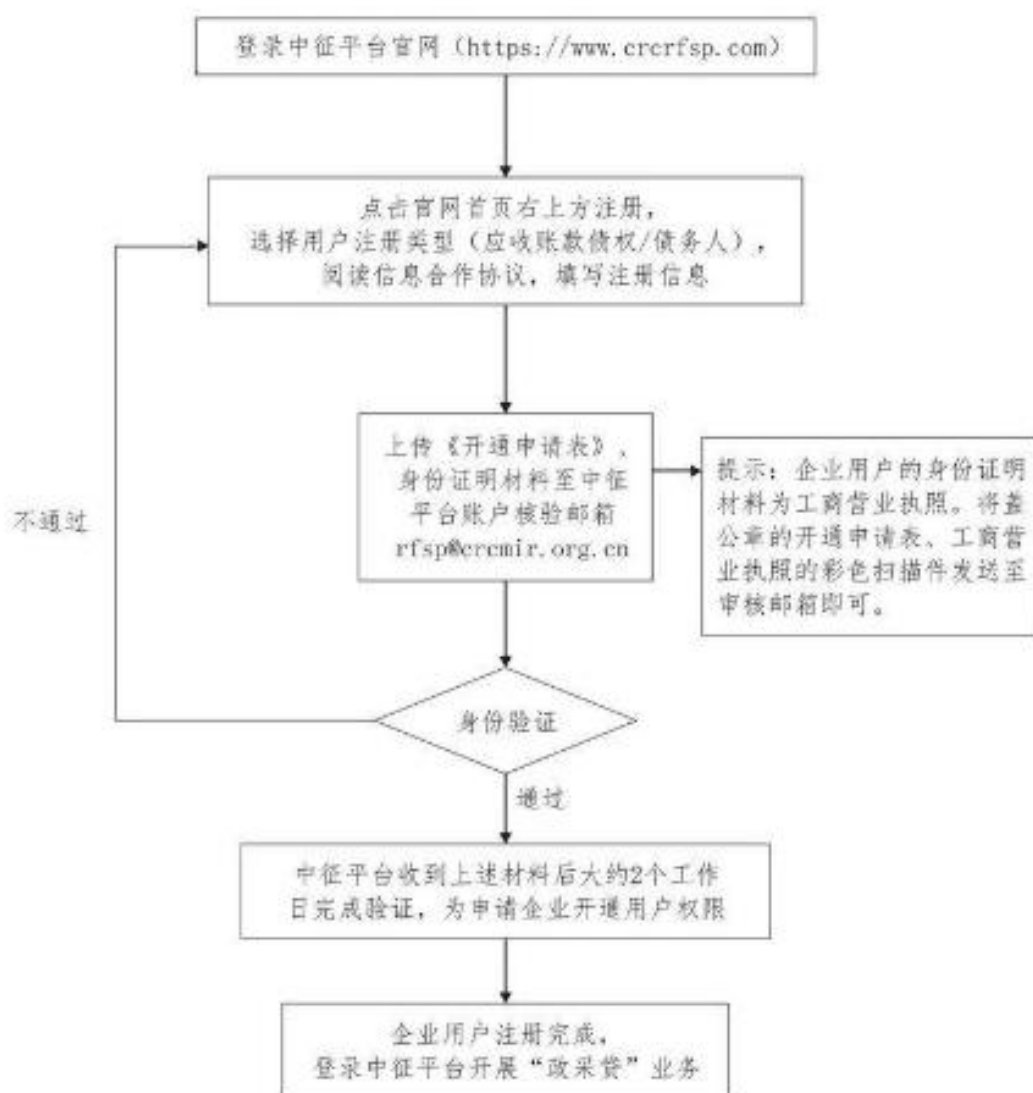 登录中征平台官网（https://www.crcrfsp.com）
点击官网首页右上方注册，
选择用户注册类型（应收账款债权/债务人），
阅读信息合作协议，填写注册信息
上传《开通申请表》、
身份证明材料至中征
平台账户核验邮箱
rfsp@crcmir.org.cn
提示：企业用户的身份证明
材料为工商营业执照。将盖
公章的开通申请表、工商营
业执照的彩色扫描件发送至
审核邮箱即可。
不通过
身份验证
通过
中征平台收到上述材料后大约2个工作
日完成验证，为申请企业开通用户权限
企业用户注册完成，
登录中征平台开展“政采贷”业务